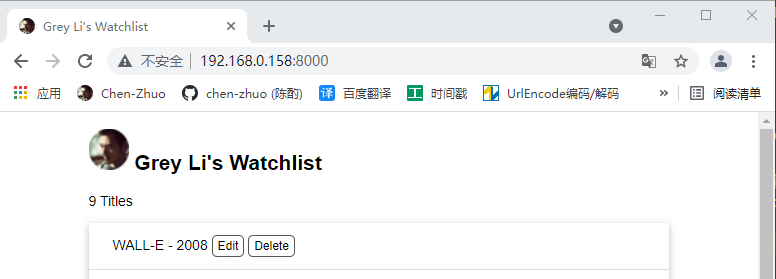 Grey Li's Watchlist
不安全 192.168.0.158:8000
应用 Chen-Zhuo chen-zhuo (陈酌) 译 百度翻译 工 时间戳 UrlEncode编码/解码 » 阅读清单
Grey Li's Watchlist
9 Titles
WALL-E - 2008 Edit Delete